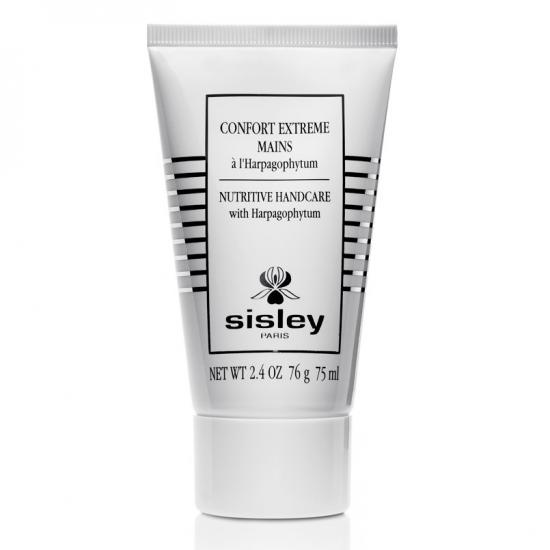 CONFORT EXTREME
MAINS
à l'Harpagophytum
NUTRITIVE HANDCARE
with Harpagophytum
sisley
PARIS
NET WT 2.4 OZ 76 g 75 ml